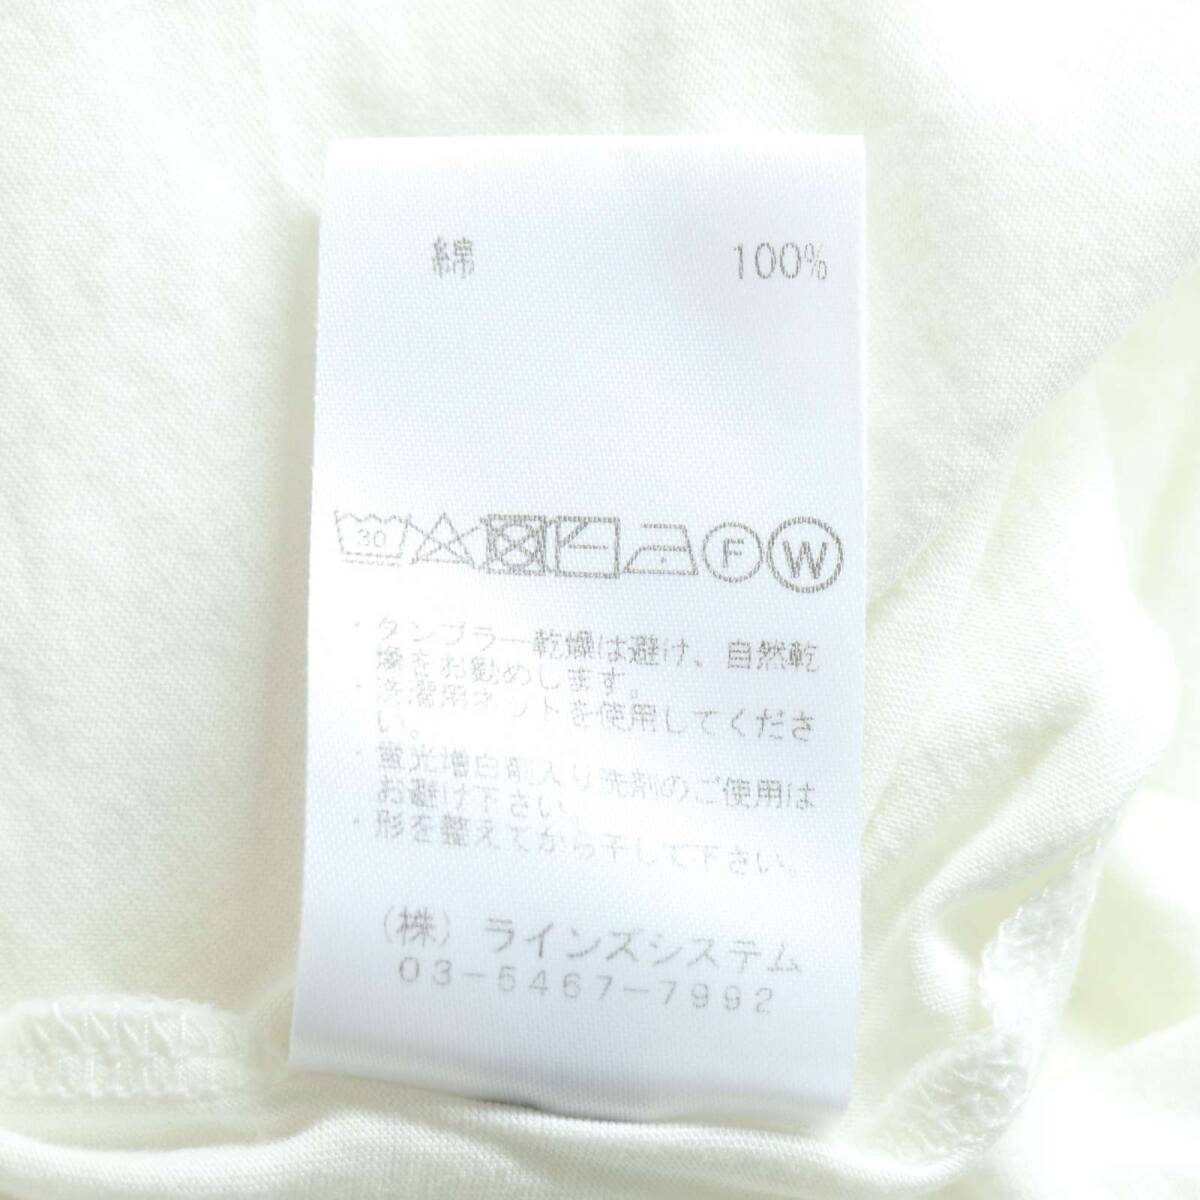 綿 100%
30 F W
・タンブラー乾燥は避け、自然乾
燥をお勧めします。
・洗濯用ネットを使用してくださ
い。
・蛍光増白剤入り洗剤のご使用は
お避け下さい。
・形を整えてから干して下さい。
(株) ラインズシステム
03-5467-7992